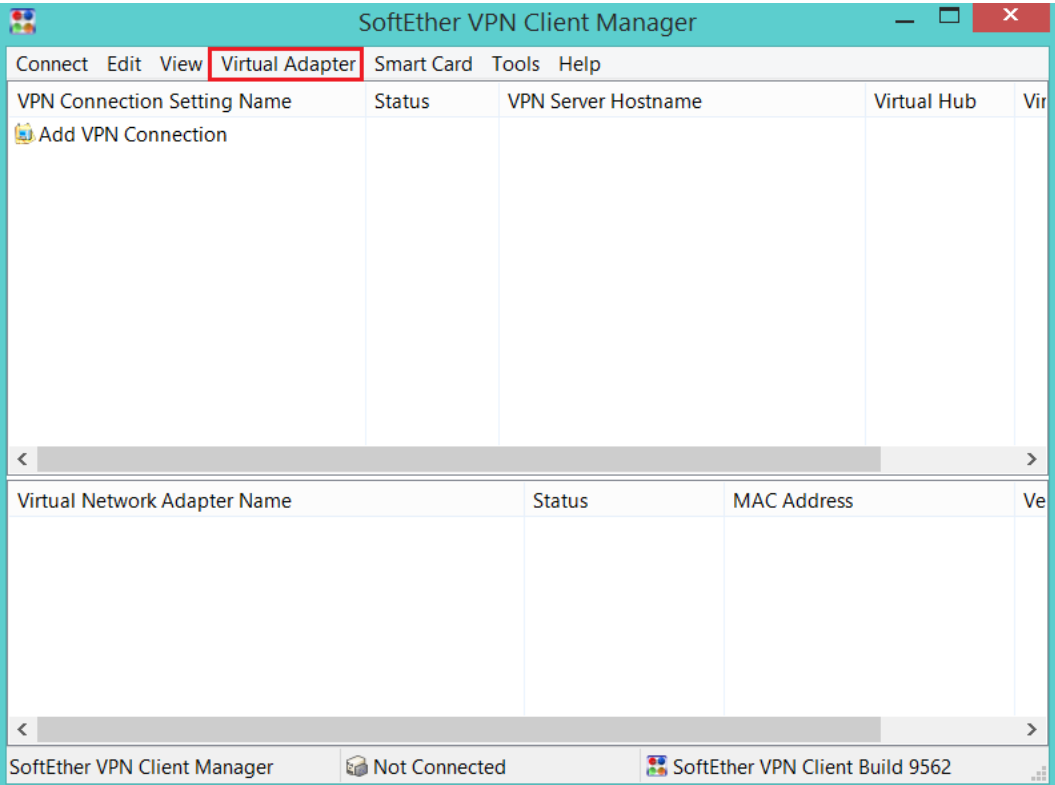 SoftEther VPN Client Manager
Connect Edit View Virtual Adapter Smart Card Tools Help
VPN Connection Setting Name Status VPN Server Hostname Virtual Hub Vir
Add VPN Connection
Virtual Network Adapter Name Status MAC Address Ve
SoftEther VPN Client Manager Not Connected SoftEther VPN Client Build 9562